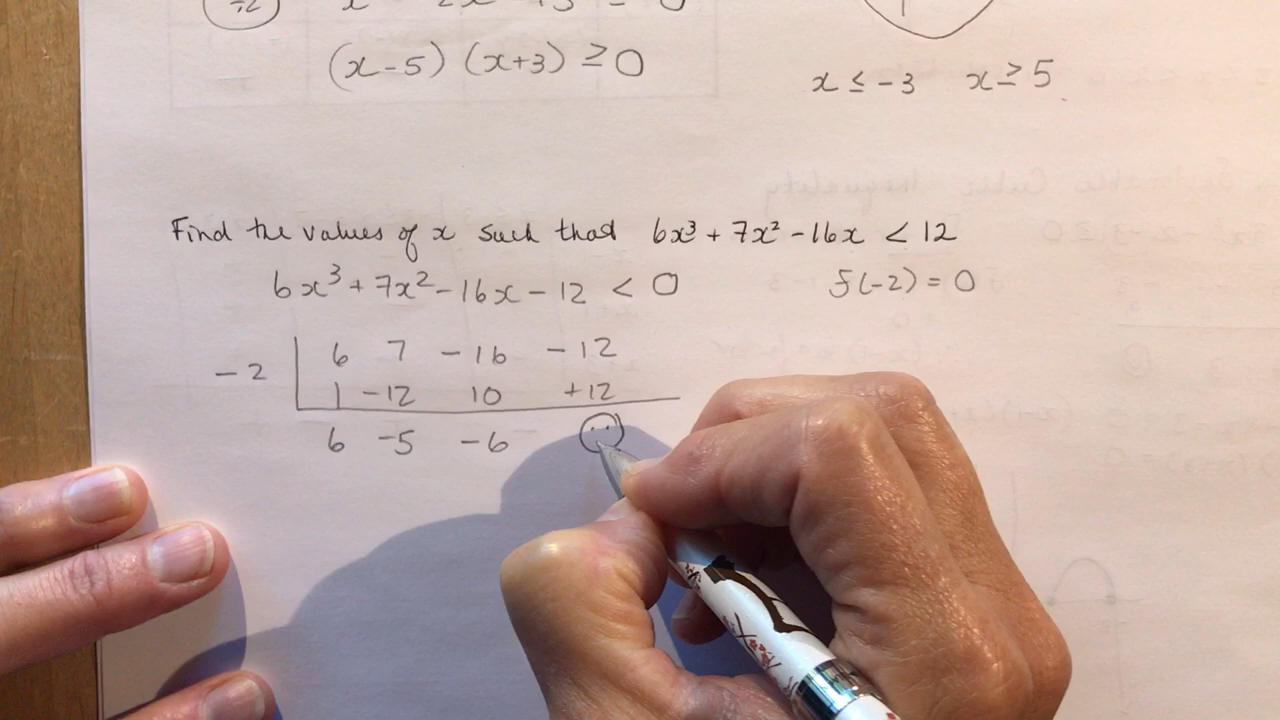 (x-5) (x+3) ≥ 0
x ≤ -3 x ≥ 5
Find the values of x such that 6x³ + 7x² - 16x < 12
6x³ + 7x² - 16x - 12 < 0 f(-2) = 0
6 7 -16 -12
-2
1 -12 10 +12
6 -5 -6